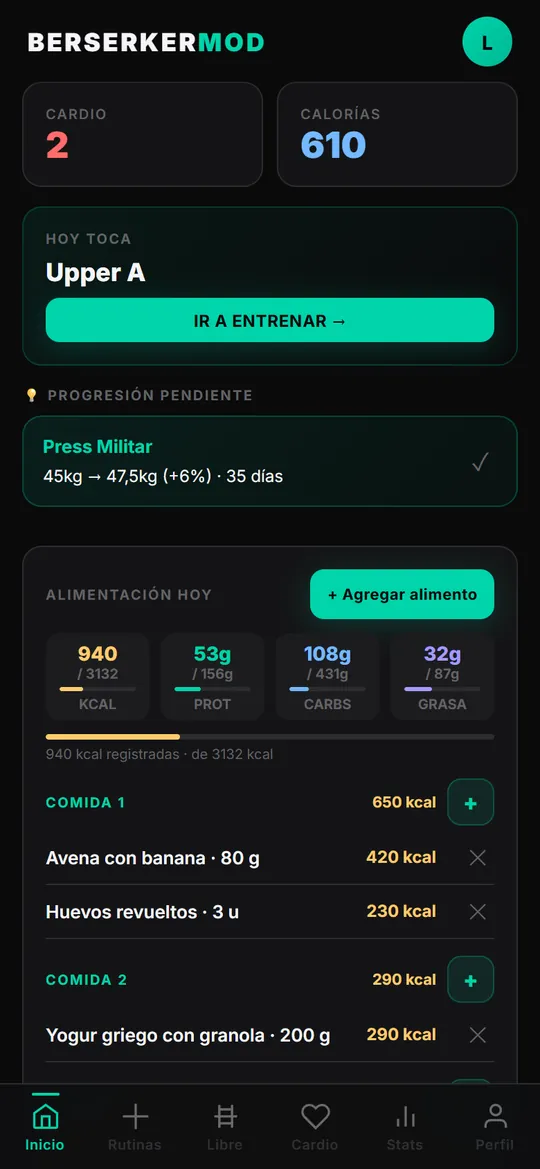 BERSERKERMOD
L
CARDIO
2
CALORÍAS
610
HOY TOCA
Upper A
IR A ENTRENAR →
💡 PROGRESIÓN PENDIENTE
Press Militar
45kg → 47,5kg (+6%) · 35 días
✓
ALIMENTACIÓN HOY
+ Agregar alimento
940
/ 3132
KCAL
53g
/ 156g
PROT
108g
/ 431g
CARBS
32g
/ 87g
GRASA
940 kcal registradas · de 3132 kcal
COMIDA 1 650 kcal +
Avena con banana · 80 g 420 kcal ×
Huevos revueltos · 3 u 230 kcal ×
COMIDA 2 290 kcal +
Yogur griego con granola · 200 g 290 kcal ×
Inicio Rutinas Libre Cardio Stats Perfil